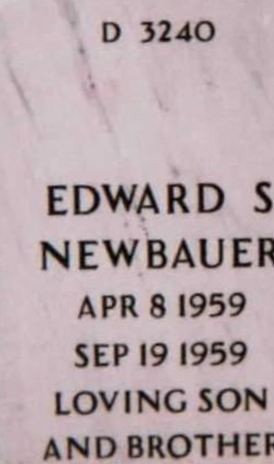 D 3240
EDWARD S
NEWBAUER
APR 8 1959
SEP 19 1959
LOVING SON
AND BROTHER